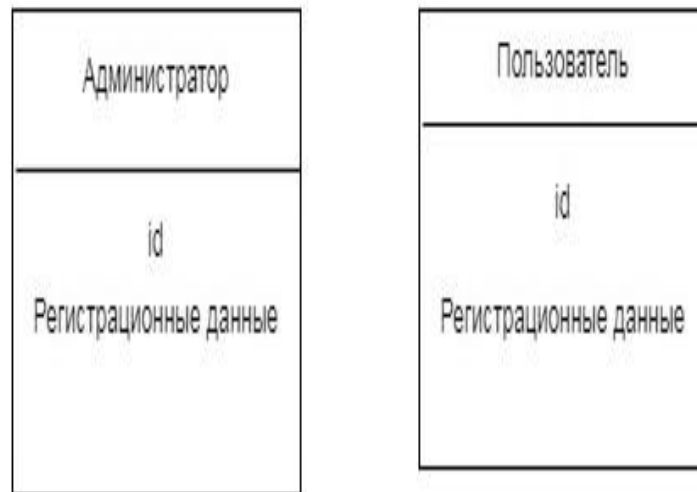 Администратор
id
Регистрационные данные
Пользователь
id
Регистрационные данные